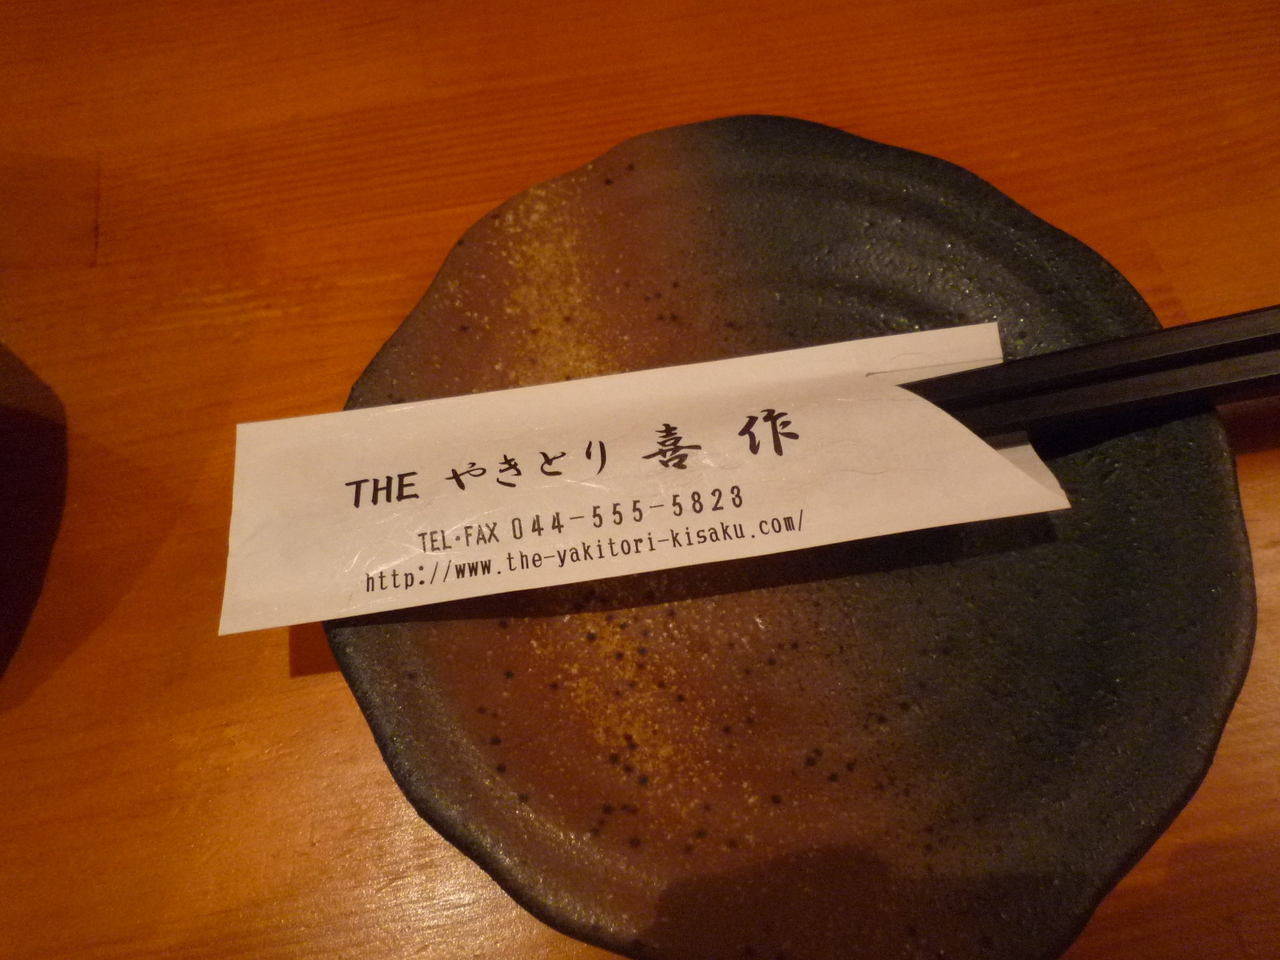 THE やきとり 喜作
TEL・FAX 044-555-5823
http://www.the-yakitori-kisaku.com/